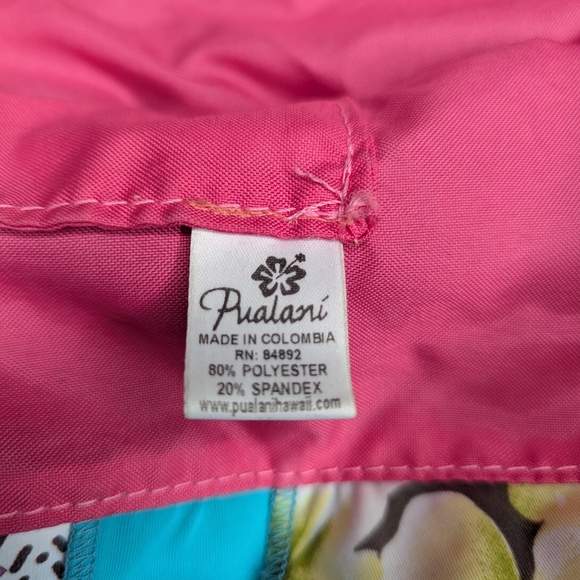 Pualani
MADE IN COLOMBIA
RN: 84892
80% POLYESTER
20% SPANDEX
www.pualanihawaii.com